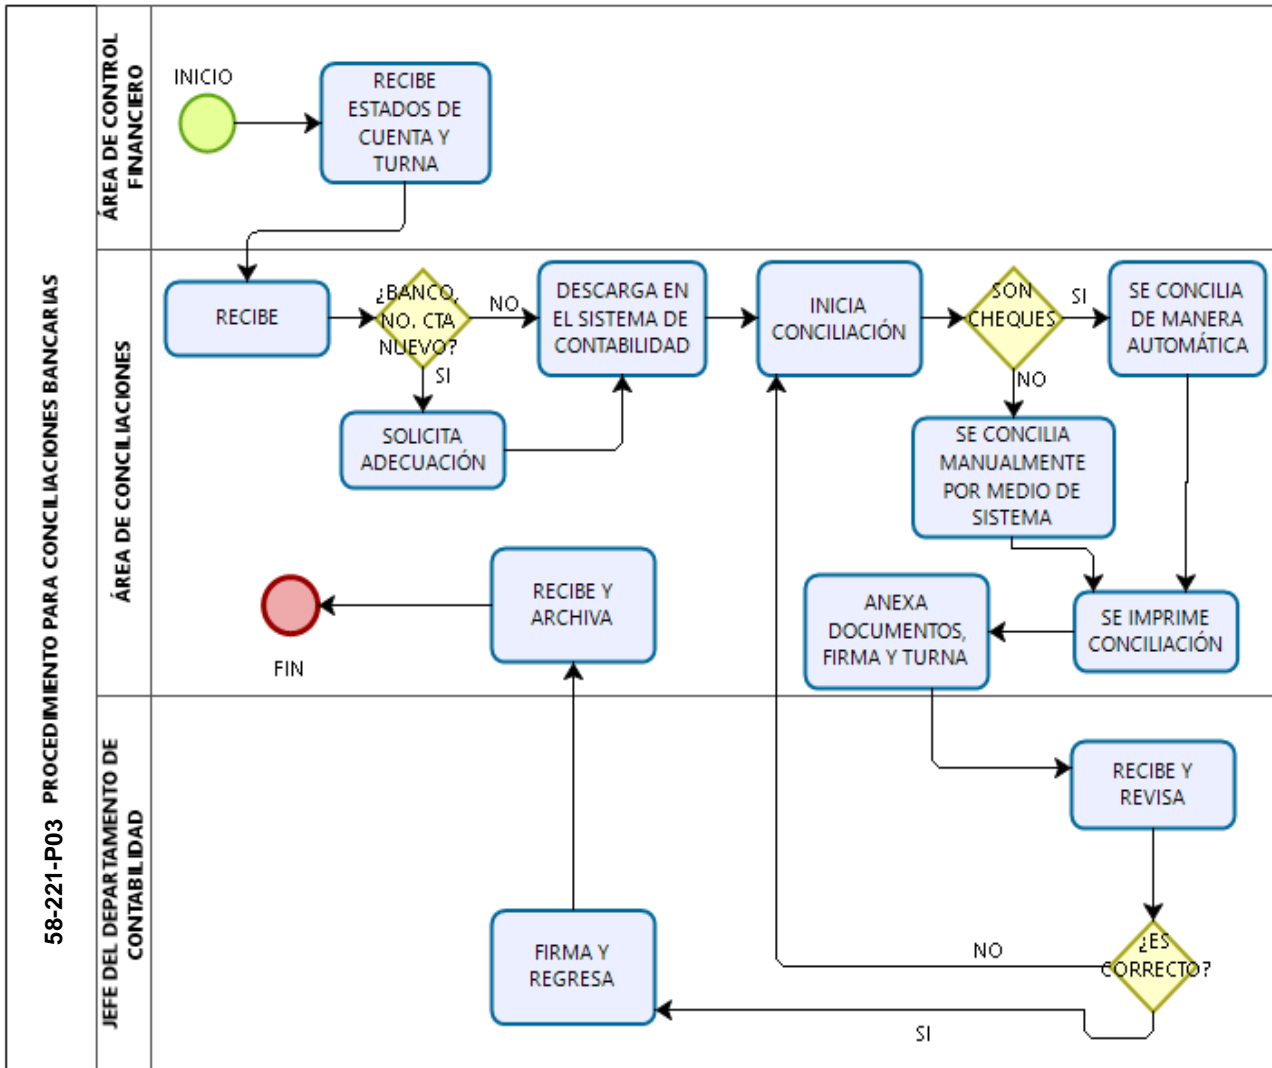 58-221-P03 PROCEDIMIENTO PARA CONCILIACIONES BANCARIAS
ÁREA DE CONTROL
FINANCIERO
INICIO
RECIBE
ESTADOS DE
CUENTA Y
TURNA
ÁREA DE CONCILIACIONES
RECIBE
¿BANCO,
NO. CTA
NUEVO?
NO
SI
SOLICITA
ADECUACIÓN
DESCARGA EN
EL SISTEMA DE
CONTABILIDAD
INICIA
CONCILIACIÓN
SON
CHEQUES
SI
NO
SE CONCILIA
DE MANERA
AUTOMÁTICA
SE CONCILIA
MANUALMENTE
POR MEDIO DE
SISTEMA
SE IMPRIME
CONCILIACIÓN
ANEXA
DOCUMENTOS,
FIRMA Y TURNA
RECIBE Y
ARCHIVA
FIN
JEFE DEL DEPARTAMENTO DE
CONTABILIDAD
RECIBE Y
REVISA
¿ES
CORRECTO?
NO
SI
FIRMA Y
REGRESA